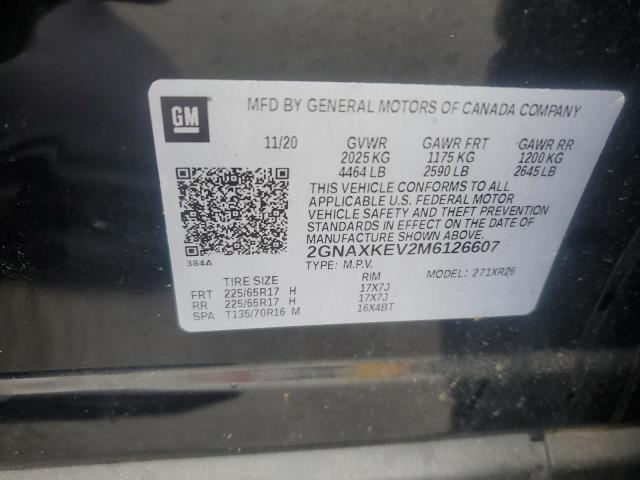 GM
MFD BY GENERAL MOTORS OF CANADA COMPANY
11/20 GVWR GAWR FRT GAWR RR
2025 KG 1175 KG 1200 KG
4464 LB 2590 LB 2645 LB
THIS VEHICLE CONFORMS TO ALL
APPLICABLE U.S. FEDERAL MOTOR
VEHICLE SAFETY AND THEFT PREVENTION
STANDARDS IN EFFECT ON THE DATE OF
MANUFACTURE SHOWN ABOVE.
2GNAXKEV2M6126607
384A TYPE: M.P.V. MODEL: 271XR26
TIRE SIZE RIM
FRT 225/65R17 H 17X7J
RR 225/65R17 H 17X7J
SPA T135/70R16 M 16X4BT